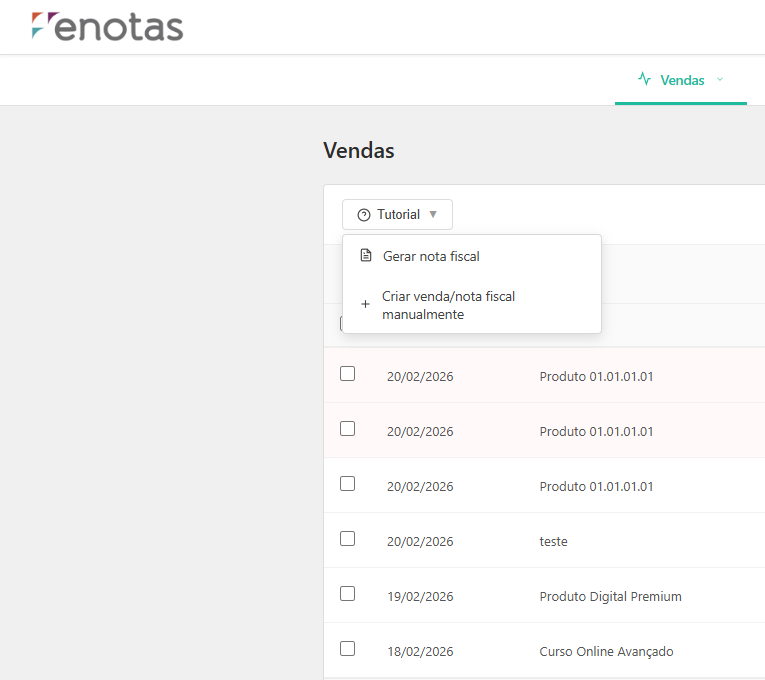 enotas
Vendas
Vendas
Tutorial
Gerar nota fiscal
Criar venda/nota fiscal
manualmente
20/02/2026 Produto 01.01.01.01
20/02/2026 Produto 01.01.01.01
20/02/2026 Produto 01.01.01.01
20/02/2026 teste
19/02/2026 Produto Digital Premium
18/02/2026 Curso Online Avançado